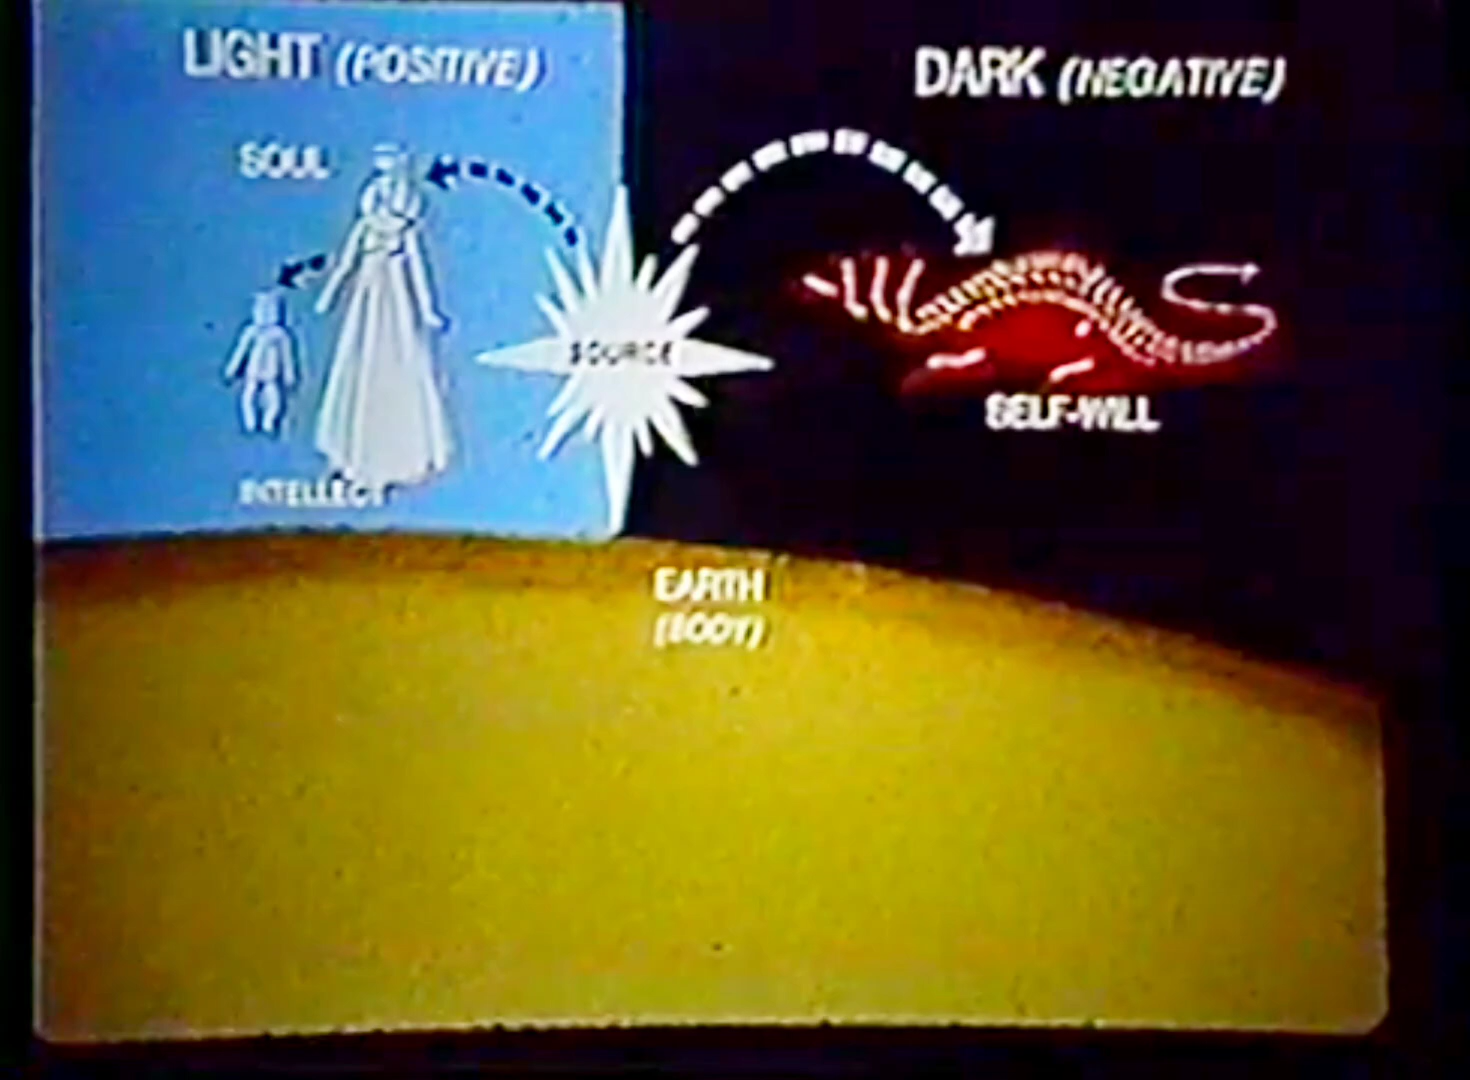 LIGHT (POSITIVE)
DARK (NEGATIVE)
SOUL
SOURCE
SELF-WILL
INTELLECT
EARTH
(BODY)